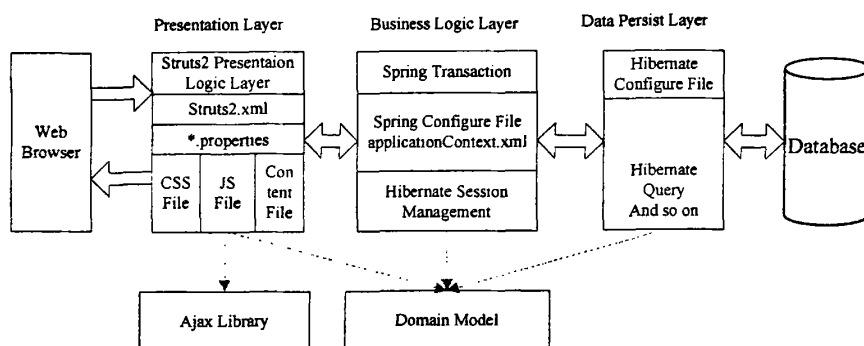 Presentation Layer
Business Logic Layer
Data Persist Layer
Web
Browser
Struts2 Presentaion
Logic Layer
Struts2.xml
*.properties
CSS
File
JS
File
Con
tent
File
Spring Transaction
Spring Configure File
applicationContext.xml
Hibernate Session
Management
Hibernate
Configure File
Hibernate
Query
And so on
Database
Ajax Library
Domain Model